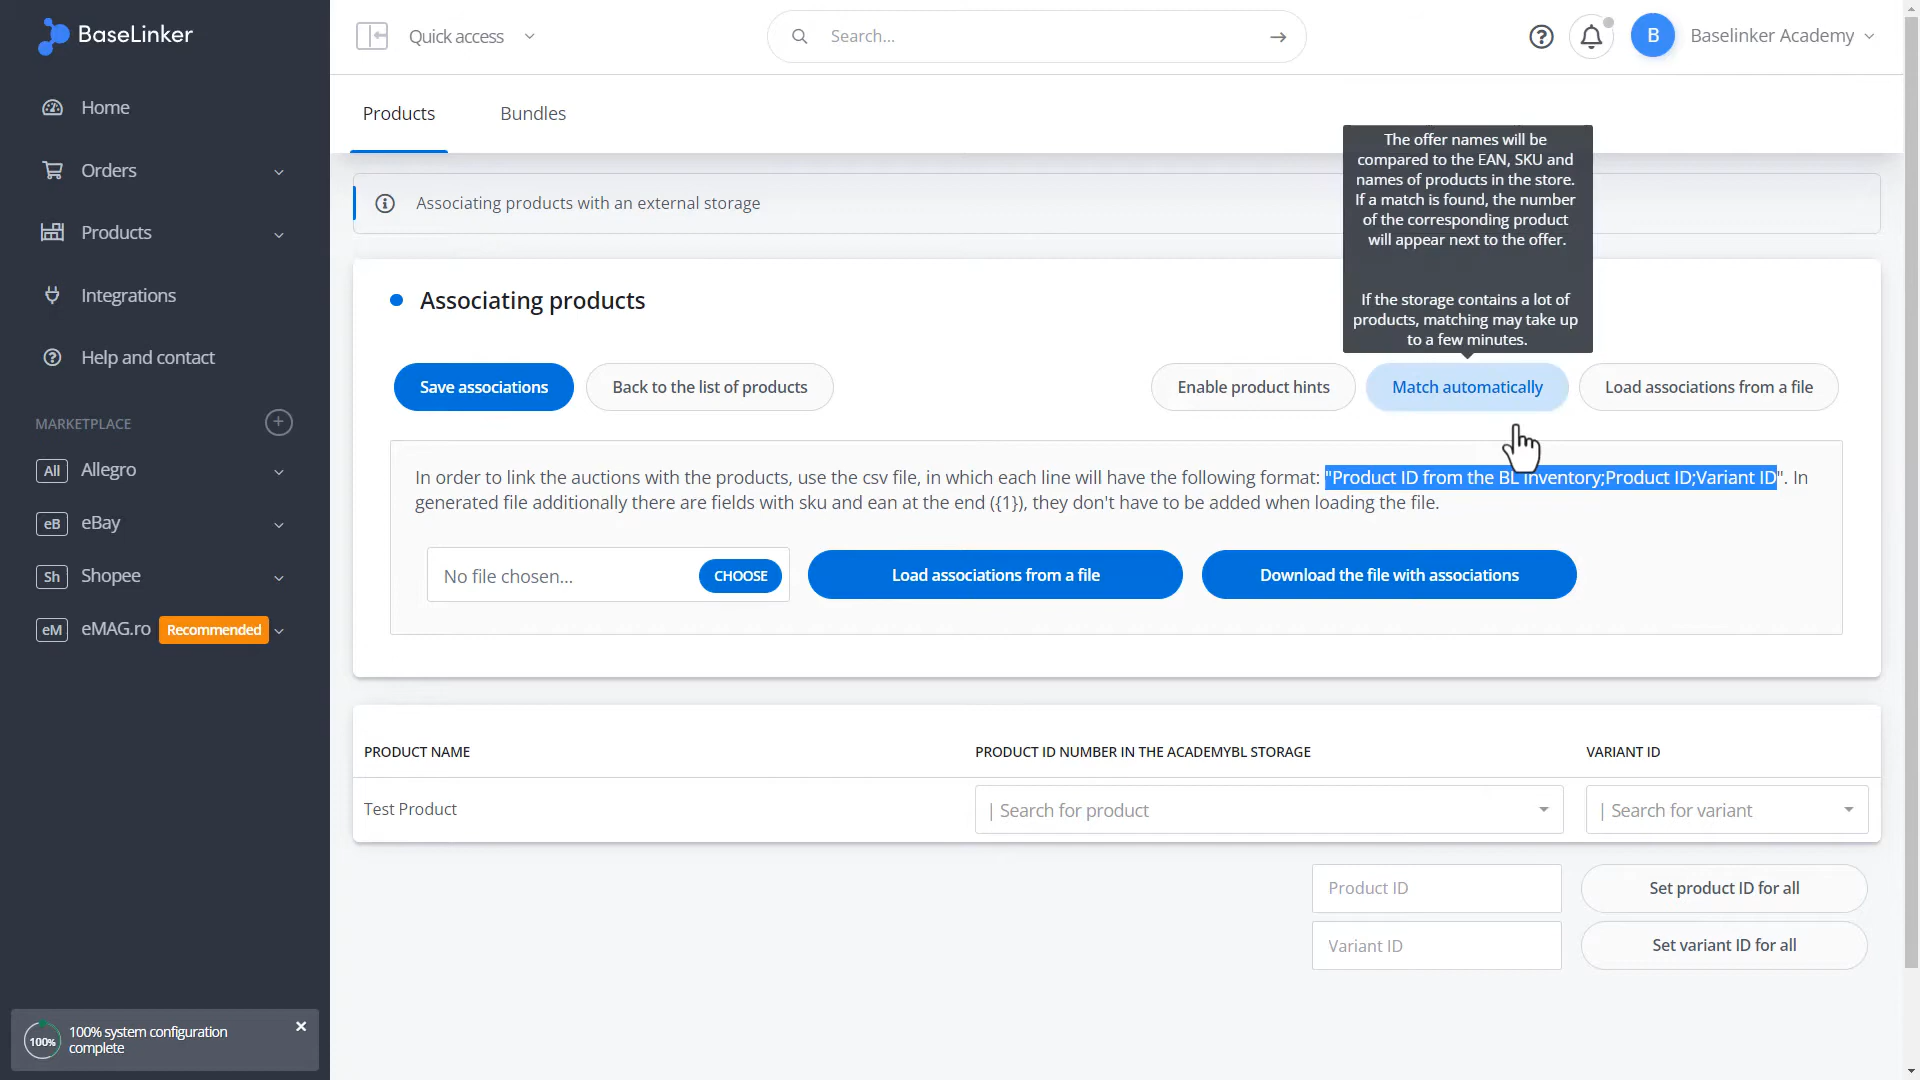 BaseLinker
Quick access
Search...
B
Baselinker Academy
Home
Orders
Products
Integrations
Help and contact
MARKETPLACE
All Allegro
eB eBay
Sh Shopee
eM eMAG.ro Recommended
100%
100% system configuration
complete
Products
Bundles
Associating products with an external storage
The offer names will be
compared to the EAN, SKU and
names of products in the store.
If a match is found, the number
of the corresponding product
will appear next to the offer.
If the storage contains a lot of
products, matching may take up
to a few minutes.
Associating products
Save associations
Back to the list of products
Enable product hints
Match automatically
Load associations from a file
In order to link the auctions with the products, use the csv file, in which each line will have the following format: "Product ID from the BL Inventory;Product ID;Variant ID". In
generated file additionally there are fields with sku and ean at the end ({1}), they don't have to be added when loading the file.
No file chosen...
CHOOSE
Load associations from a file
Download the file with associations
PRODUCT NAME
PRODUCT ID NUMBER IN THE ACADEMYBL STORAGE
VARIANT ID
Test Product
| Search for product
| Search for variant
Product ID
Set product ID for all
Variant ID
Set variant ID for all